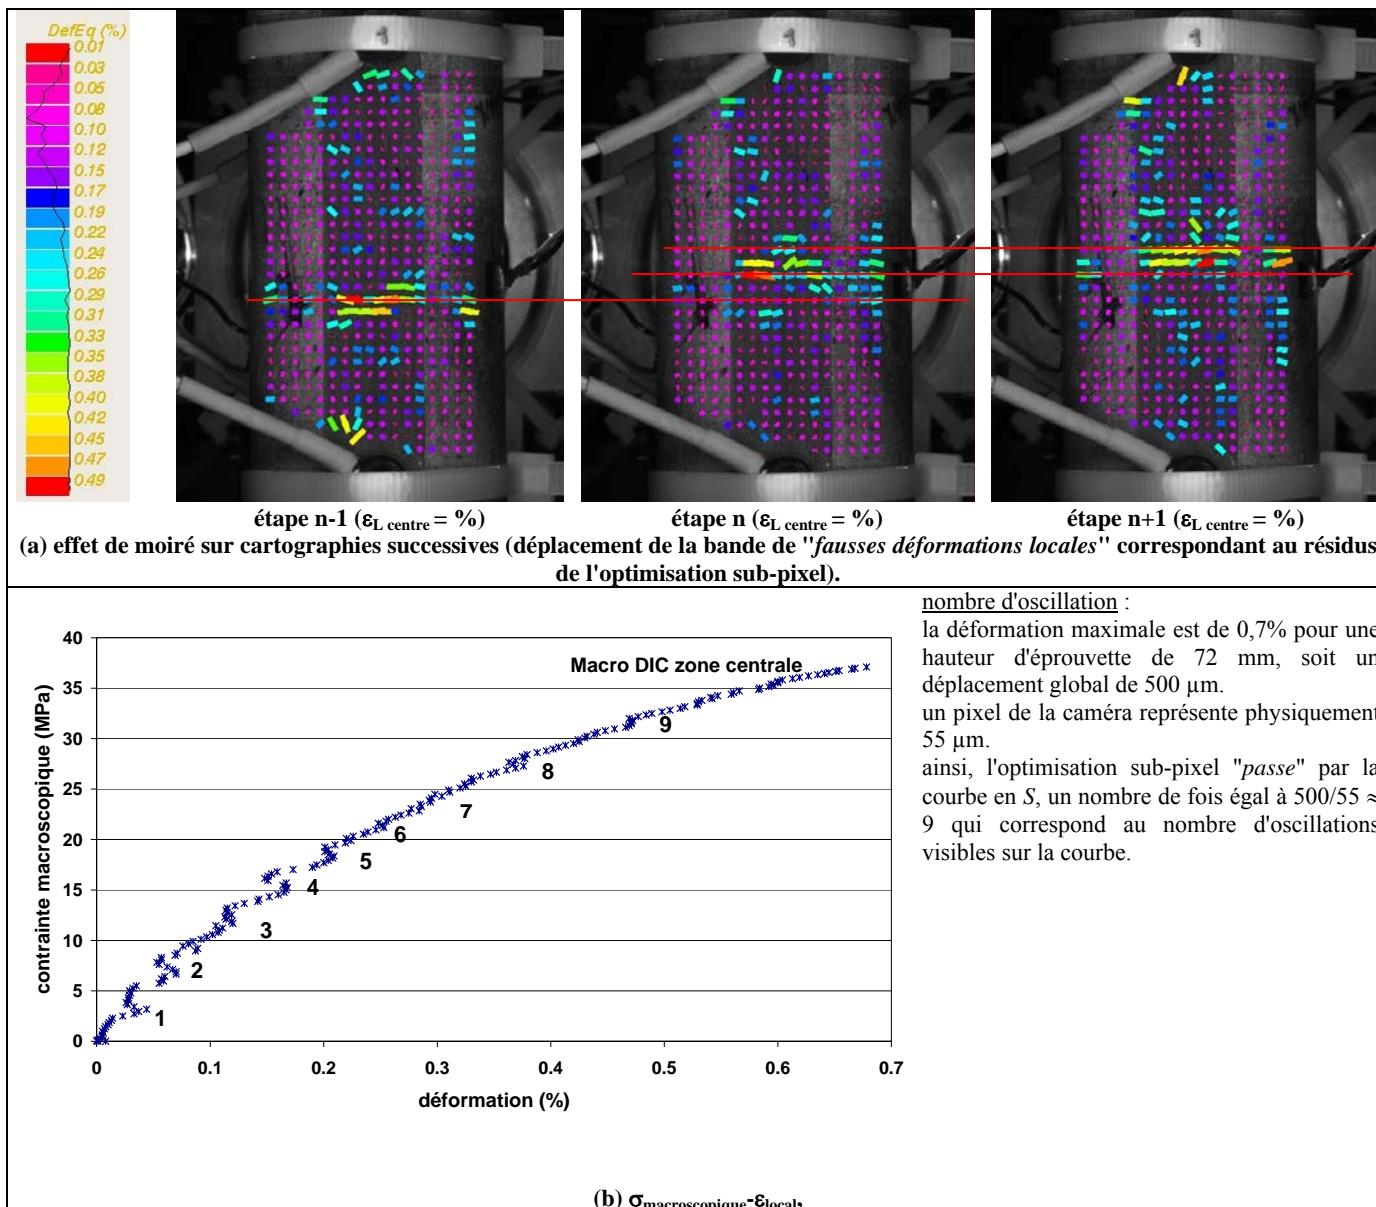 DefEq (%)
0.01
0.03
0.05
0.08
0.10
0.12
0.15
0.17
0.19
0.22
0.24
0.26
0.29
0.31
0.33
0.35
0.38
0.40
0.42
0.45
0.47
0.49
étape n-1 (εL centre = %)
étape n (εL centre = %)
étape n+1 (εL centre = %)
(a) effet de moiré sur cartographies successives (déplacement de la bande de "fausses déformations locales" correspondant au résidus
de l'optimisation sub-pixel).
nombre d'oscillation :
la déformation maximale est de 0,7% pour une
hauteur d'éprouvette de 72 mm, soit un
déplacement global de 500 µm.
un pixel de la caméra représente physiquement
55 µm.
ainsi, l'optimisation sub-pixel "passe" par la
courbe en S, un nombre de fois égal à 500/55 ≈
9 qui correspond au nombre d'oscillations
visibles sur la courbe.
Macro DIC zone centrale
contrainte macroscopique (MPa)
40
35
30
25
20
15
10
5
0
1
2
3
4
5
6
7
8
9
0
0.1
0.2
0.3
0.4
0.5
0.6
0.7
déformation (%)
(b) σmacroscopique-εlocal,